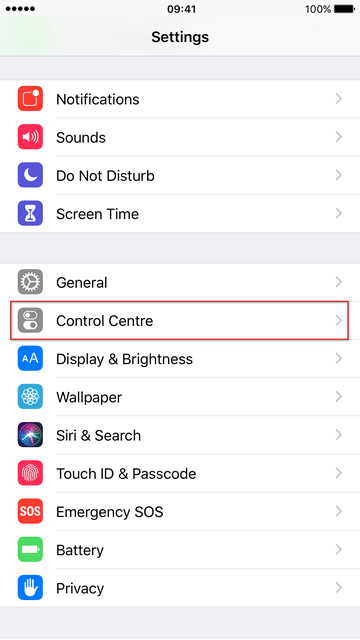 09:41
100%
Settings
Notifications
Sounds
Do Not Disturb
Screen Time
General
Control Centre
AA Display & Brightness
Wallpaper
Siri & Search
Touch ID & Passcode
SOS Emergency SOS
Battery
Privacy